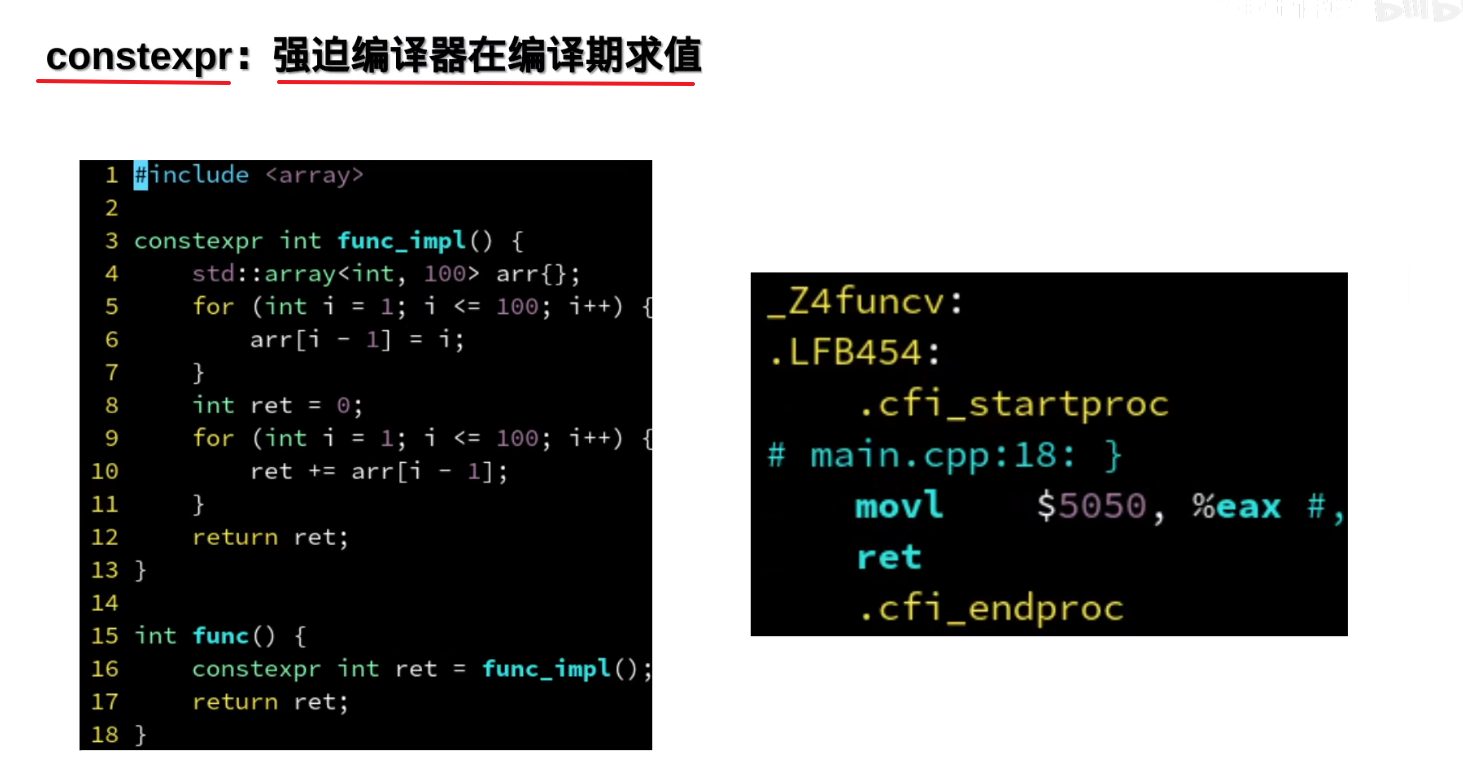 constexpr：强迫编译器在编译期求值
1 #include <array>
2
3 constexpr int func_impl() {
4     std::array<int, 100> arr{};
5     for (int i = 1; i <= 100; i++) {
6         arr[i - 1] = i;
7     }
8     int ret = 0;
9     for (int i = 1; i <= 100; i++) {
10         ret += arr[i - 1];
11     }
12     return ret;
13 }
14
15 int func() {
16     constexpr int ret = func_impl();
17     return ret;
18 }
_Z4funcv:
.LFB454:
    .cfi_startproc
# main.cpp:18: }
    movl    $5050, %eax #,
    ret
    .cfi_endproc